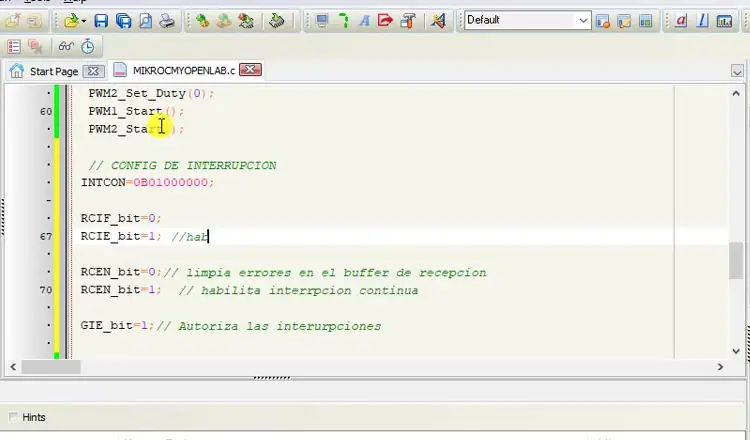 Default
Start Page
MIKROCMYOPENLAB.c
PWM2_Set_Duty(0);
60 PWM1_Start();
PWM2_Start();
// CONFIG DE INTERRUPCION
INTCON=0B01000000;
RCIF_bit=0;
67 RCIE_bit=1; //hab
RCEN_bit=0;// limpia errores en el buffer de recepcion
70 RCEN_bit=1; // habilita interrpcion continua
GIE_bit=1;// Autoriza las interurpciones
Hints